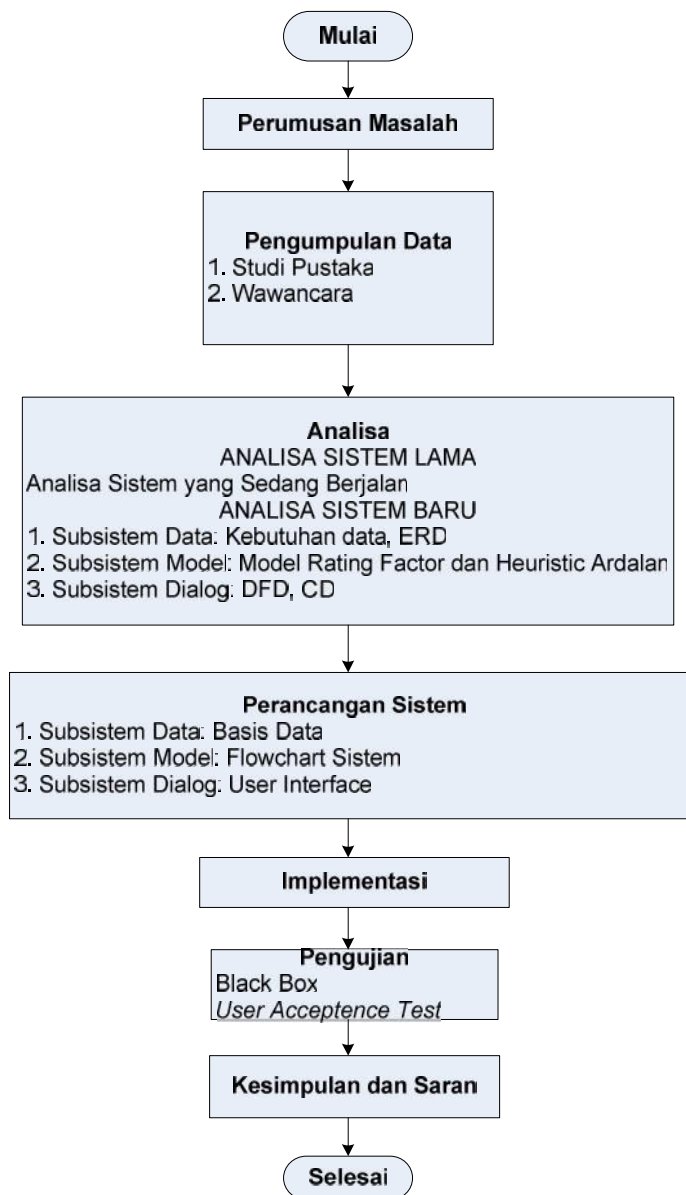 Mulai
Perumusan Masalah
Pengumpulan Data
1. Studi Pustaka
2. Wawancara
Analisa
ANALISA SISTEM LAMA
Analisa Sistem yang Sedang Berjalan
ANALISA SISTEM BARU
1. Subsistem Data: Kebutuhan data, ERD
2. Subsistem Model: Model Rating Factor dan Heuristic Ardalan
3. Subsistem Dialog: DFD, CD
Perancangan Sistem
1. Subsistem Data: Basis Data
2. Subsistem Model: Flowchart Sistem
3. Subsistem Dialog: User Interface
Implementasi
Pengujian
Black Box
User Acceptence Test
Kesimpulan dan Saran
Selesai